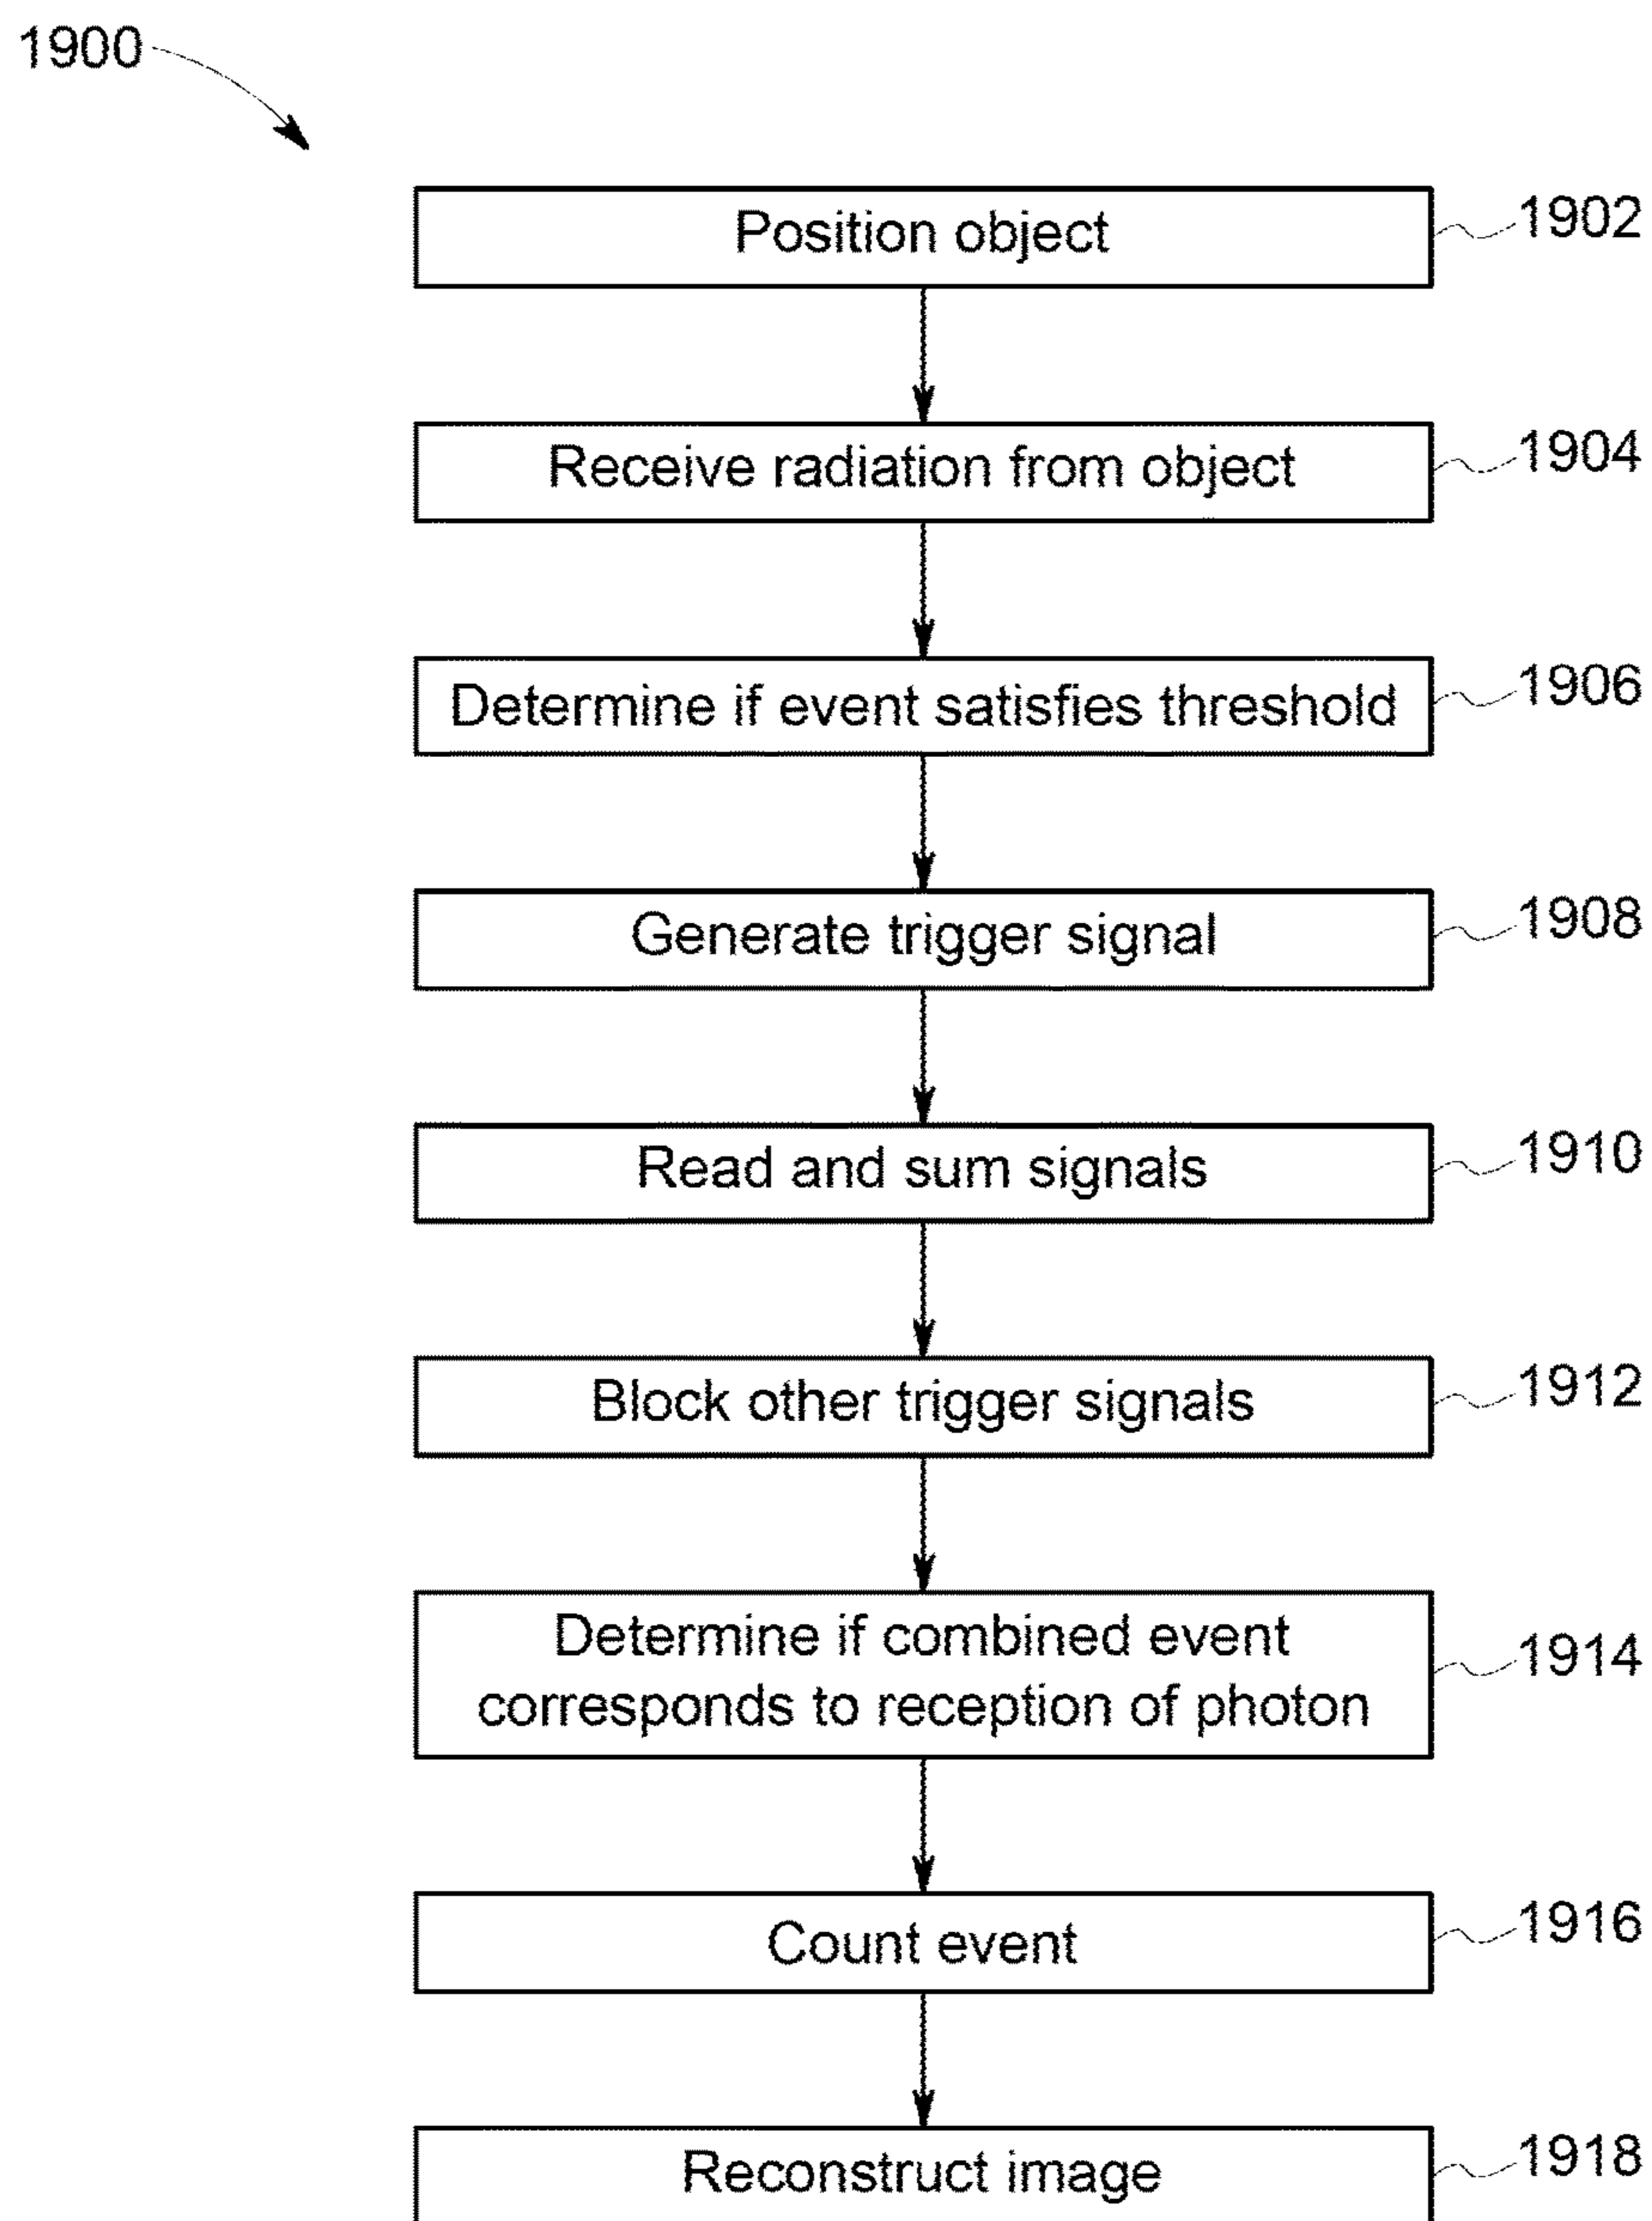 1900
Position object
1902
Receive radiation from object
1904
Determine if event satisfies threshold
1906
Generate trigger signal
1908
Read and sum signals
1910
Block other trigger signals
1912
Determine if combined event
corresponds to reception of photon
1914
Count event
1916
Reconstruct image
1918